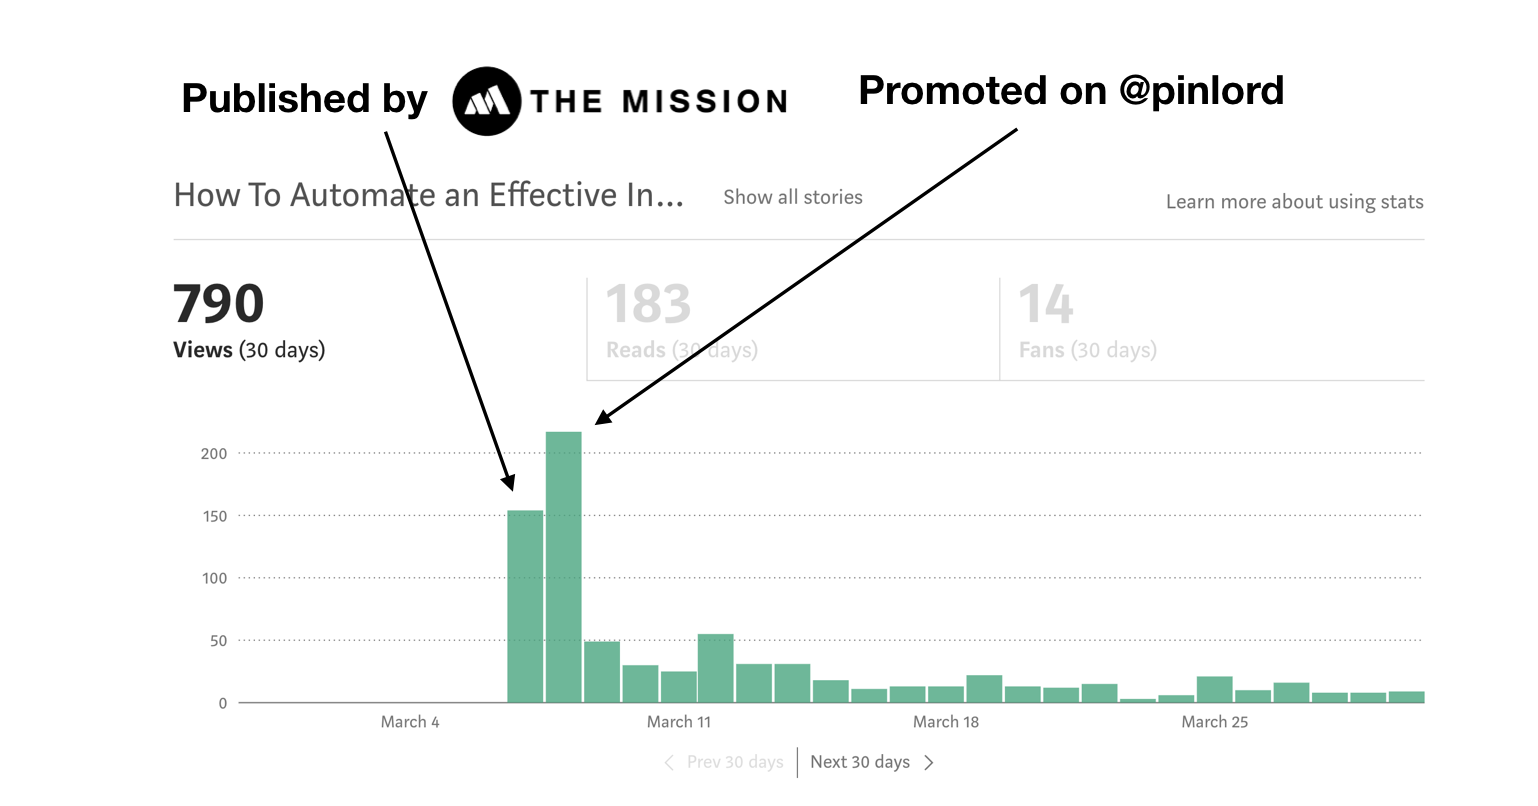 Published by THE MISSION
Promoted on @pinlord
How To Automate an Effective In...
Show all stories
Learn more about using stats
790
Views (30 days)
183
Reads (30 days)
14
Fans (30 days)
200
150
100
50
0
March 4
March 11
March 18
March 25
Prev 30 days
Next 30 days